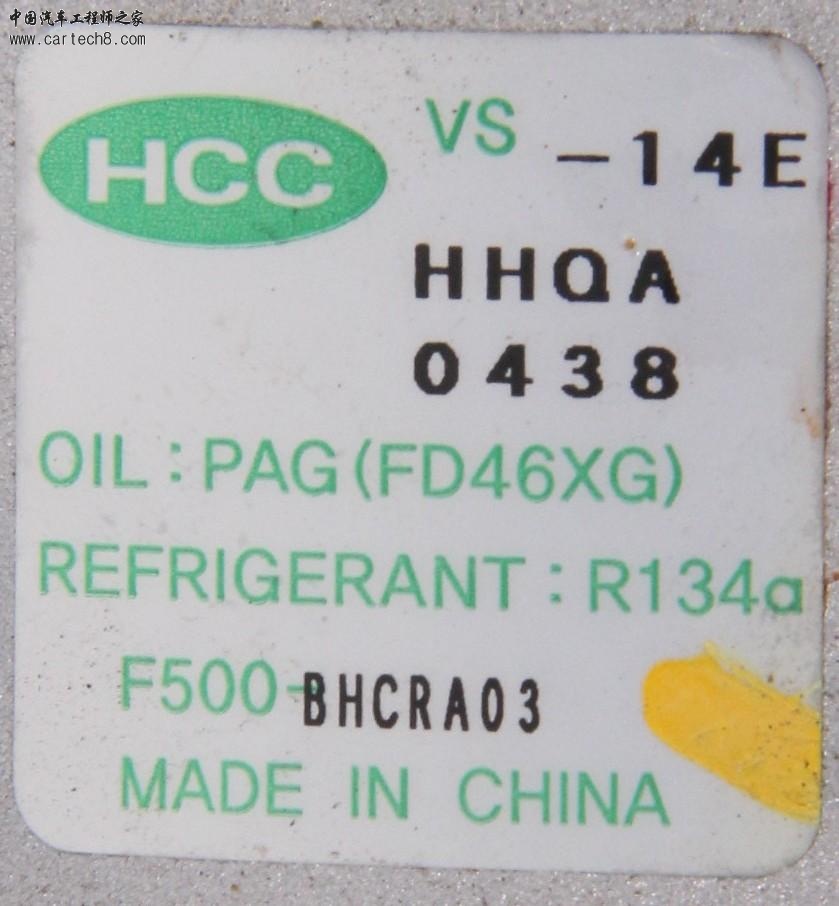 中国汽车工程师之家
www.cartech8.com
HCC
VS -14E
HHQA
0438
OIL : PAG(FD46XG)
REFRIGERANT : R134a
F500-BHCRA03
MADE IN CHINA